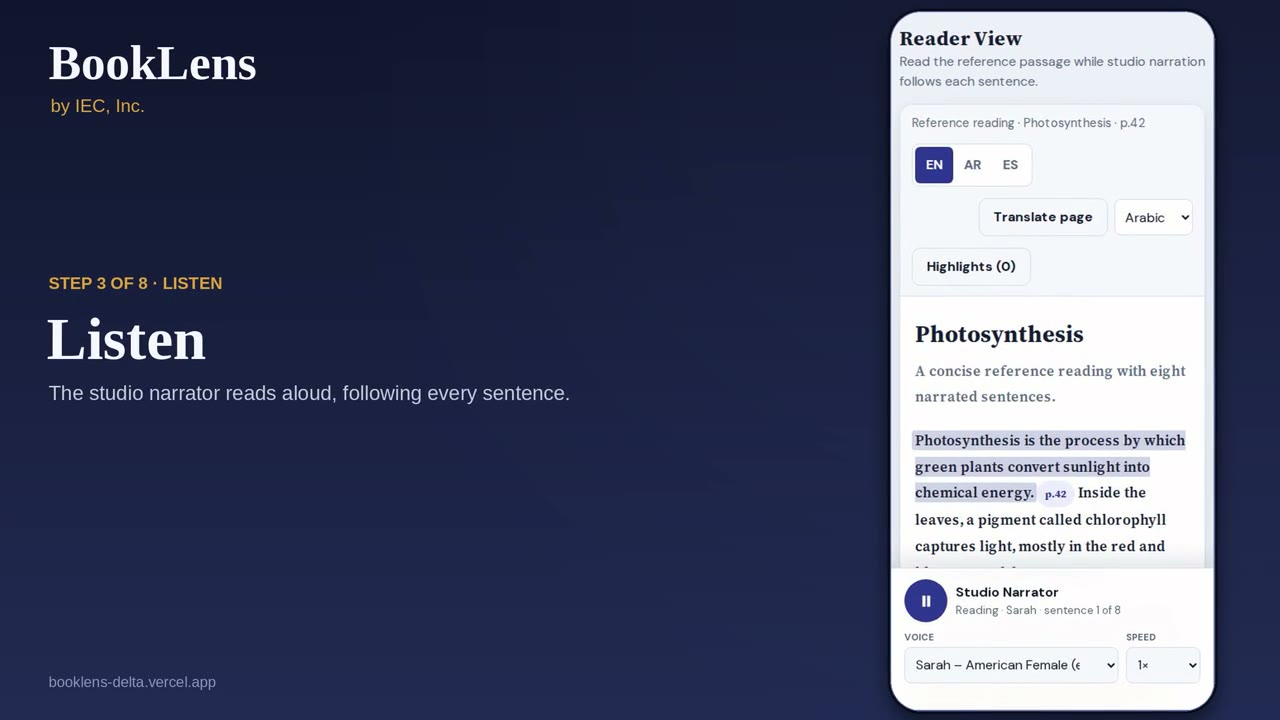 BookLens
by IEC, Inc.
STEP 3 OF 8 · LISTEN
Listen
The studio narrator reads aloud, following every sentence.
booklens-delta.vercel.app
Reader View
Read the reference passage while studio narration
follows each sentence.
Reference reading · Photosynthesis · p.42
EN AR ES
Translate page Arabic
Highlights (0)
Photosynthesis
A concise reference reading with eight
narrated sentences.
Photosynthesis is the process by which
green plants convert sunlight into
chemical energy. p.42 Inside the
leaves, a pigment called chlorophyll
captures light, mostly in the red and
Studio Narrator
Reading · Sarah · sentence 1 of 8
VOICE SPEED
Sarah – American Female (e 1×